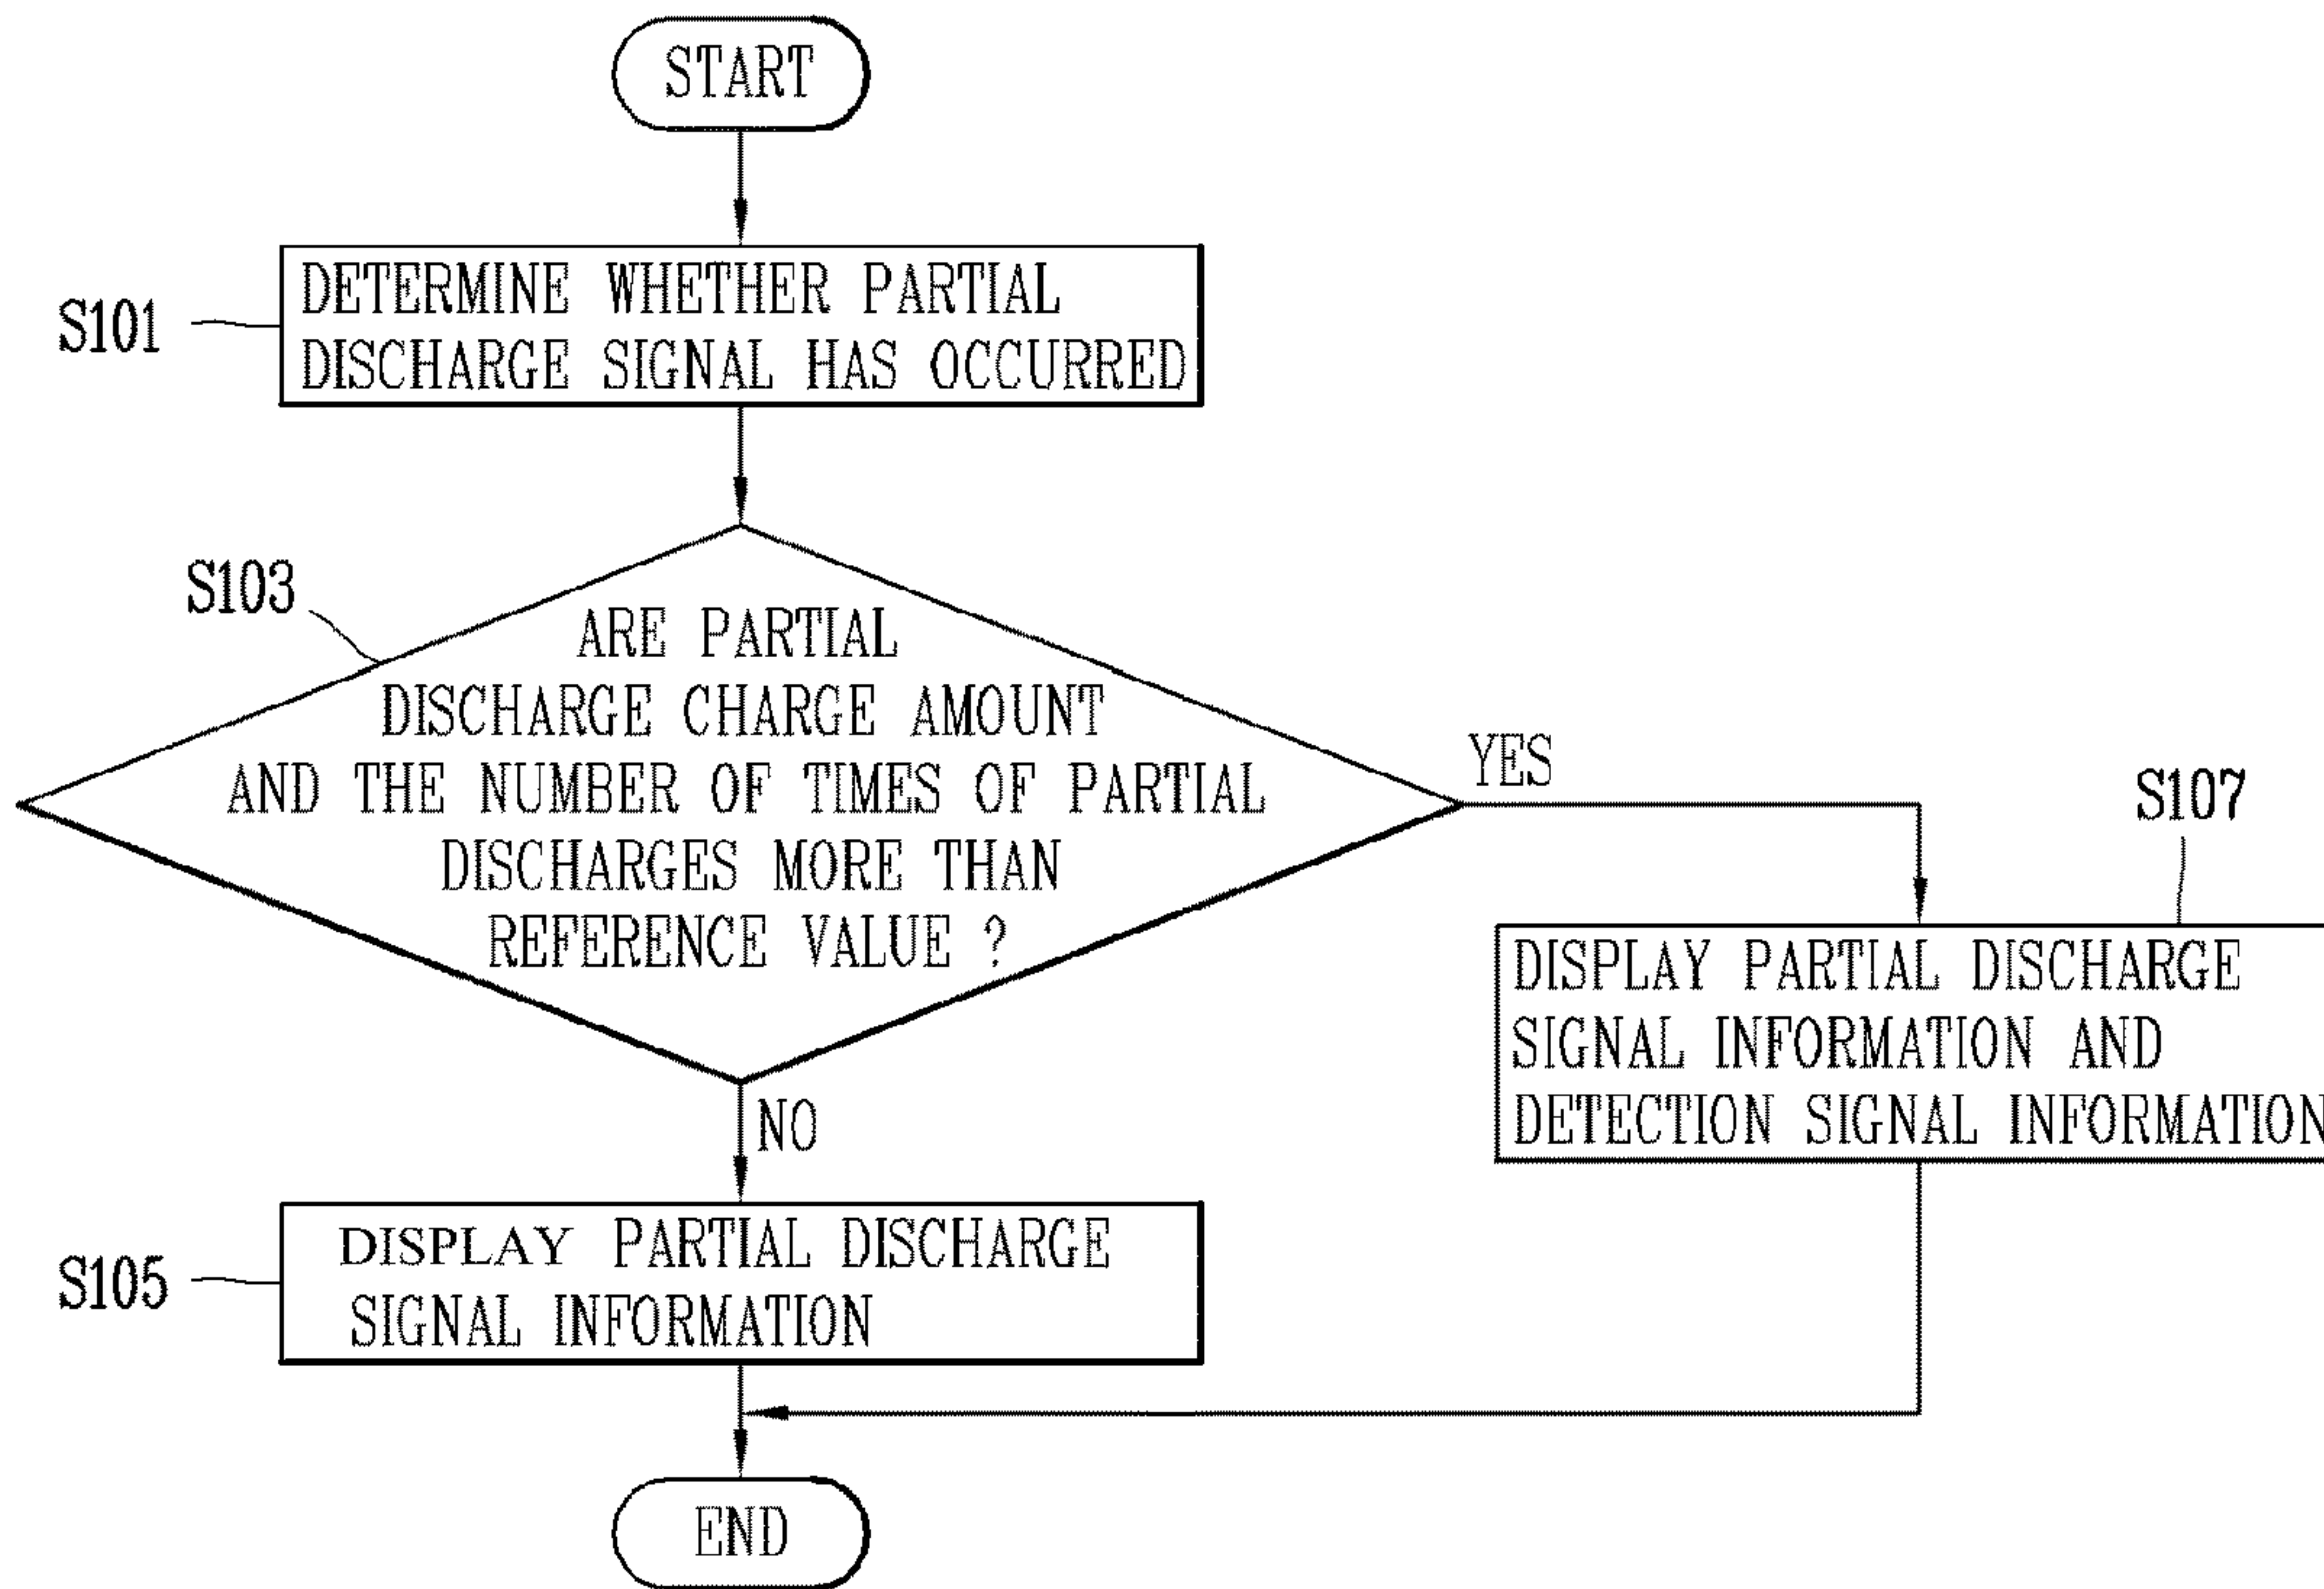 START
S101
DETERMINE WHETHER PARTIAL
DISCHARGE SIGNAL HAS OCCURRED
S103
ARE PARTIAL
DISCHARGE CHARGE AMOUNT
AND THE NUMBER OF TIMES OF PARTIAL
DISCHARGES MORE THAN
REFERENCE VALUE ?
YES
S107
DISPLAY PARTIAL DISCHARGE
SIGNAL INFORMATION AND
DETECTION SIGNAL INFORMATION
NO
S105
DISPLAY PARTIAL DISCHARGE
SIGNAL INFORMATION
END